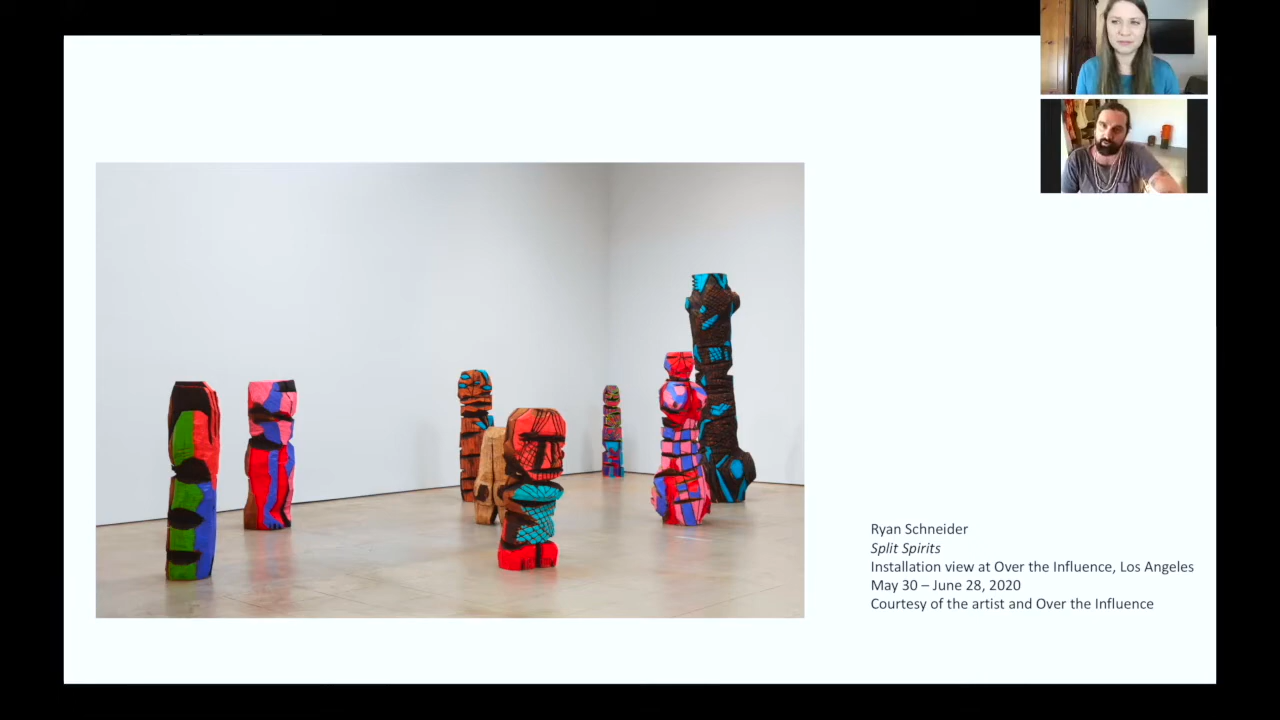 Ryan Schneider
Split Spirits
Installation view at Over the Influence, Los Angeles
May 30 – June 28, 2020
Courtesy of the artist and Over the Influence